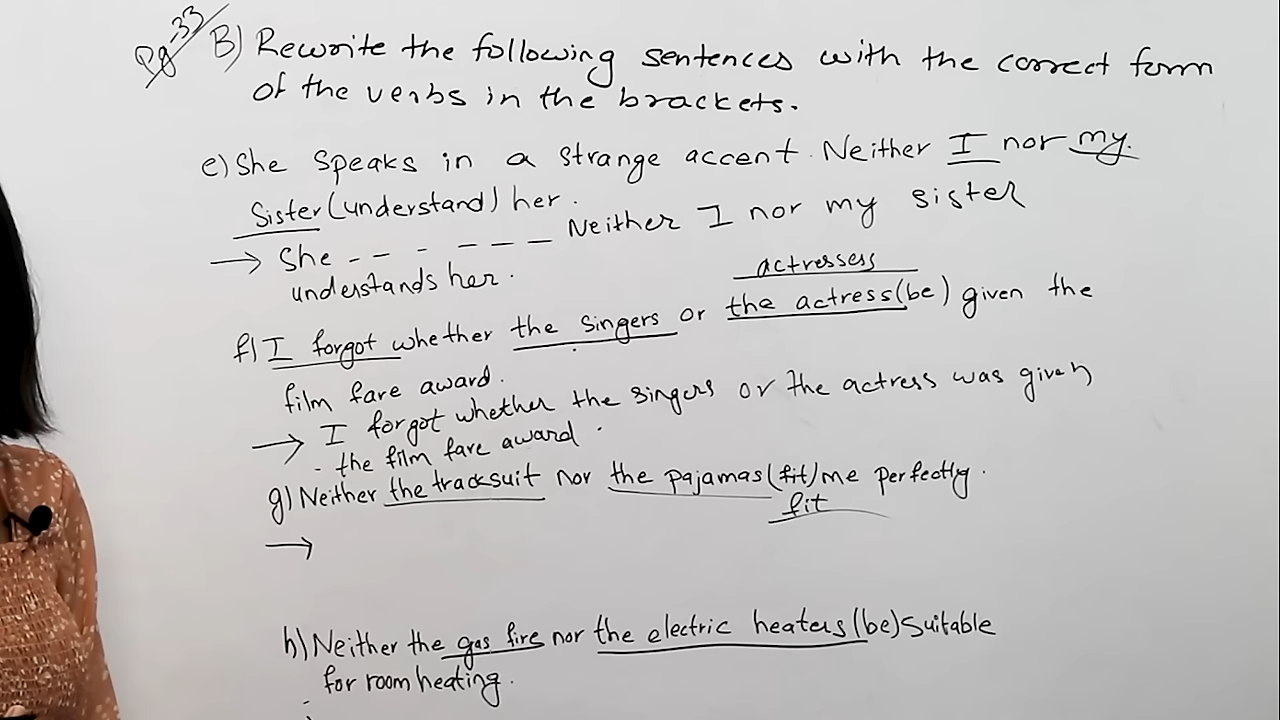 Pg 33
B) Rewrite the following sentences with the correct form
of the verbs in the brackets.
e) She speaks in a strange accent. Neither I nor my
Sister (understand) her.
→ She - - - - - - Neither I nor my sister
understands her.
actressess
f) I forgot whether the singers or the actress (be) given the
film fare award.
→ I forgot whether the singers or the actress was given
the film fare award.
g) Neither the tracksuit nor the pajamas (fit) me perfectly.
fit
→
h) Neither the gas fire nor the electric heaters (be) suitable
for room heating.